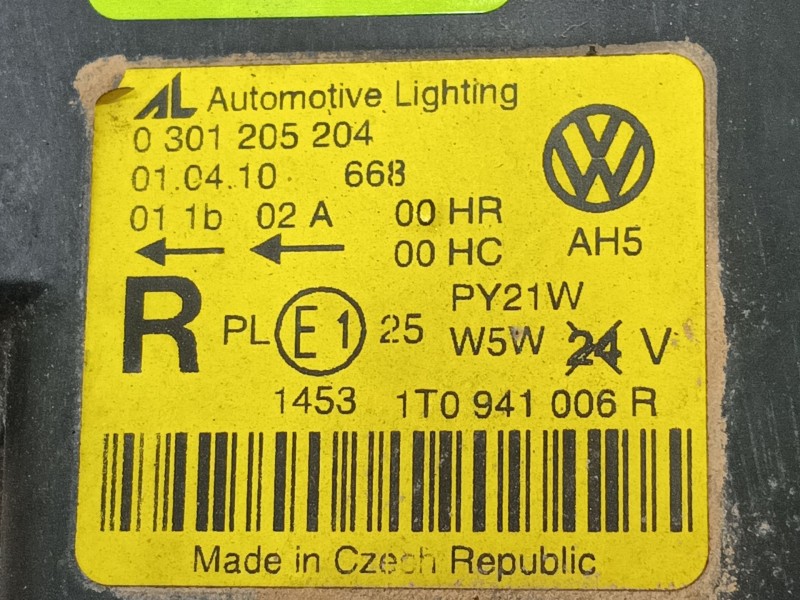 AL Automotive Lighting
0 301 205 204
01.04.10 668
01 1b 02 A 00 HR
00 HC AH5
R PL E1 25 PY21W
W5W 24 V
1453 1T0 941 006 R
Made in Czech Republic